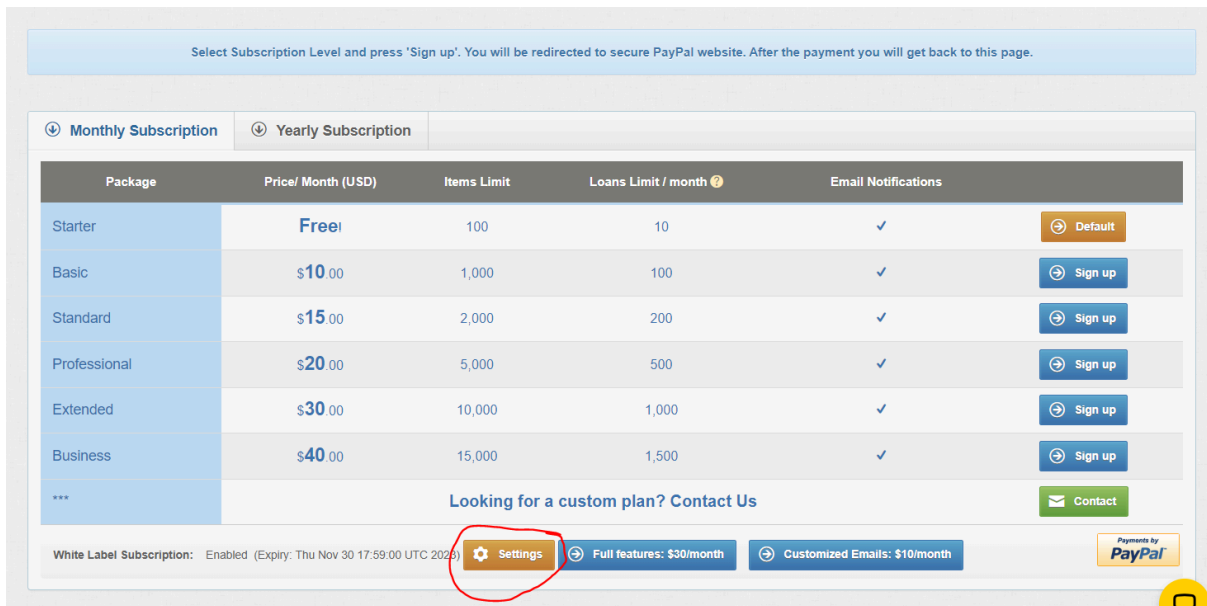 Select Subscription Level and press 'Sign up'. You will be redirected to secure PayPal website. After the payment you will get back to this page.
Monthly Subscription Yearly Subscription
Package Price/ Month (USD) Items Limit Loans Limit / month ? Email Notifications
Starter Free! 100 10 Default
Basic $10.00 1,000 100 Sign up
Standard $15.00 2,000 200 Sign up
Professional $20.00 5,000 500 Sign up
Extended $30.00 10,000 1,000 Sign up
Business $40.00 15,000 1,500 Sign up
*** Looking for a custom plan? Contact Us Contact
White Label Subscription: Enabled (Expiry: Thu Nov 30 17:59:00 UTC 2023) Settings Full features: $30/month Customized Emails: $10/month Payments by
PayPal